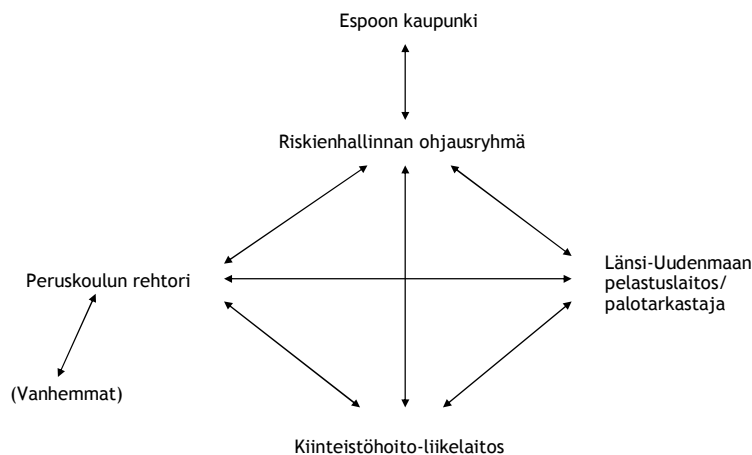 Espoon kaupunki
Riskienhallinnan ohjausryhmä
Peruskoulun rehtori
Länsi-Uudenmaan
pelastuslaitos/
palotarkastaja
(Vanhemmat)
Kiinteistöhoito-liikelaitos